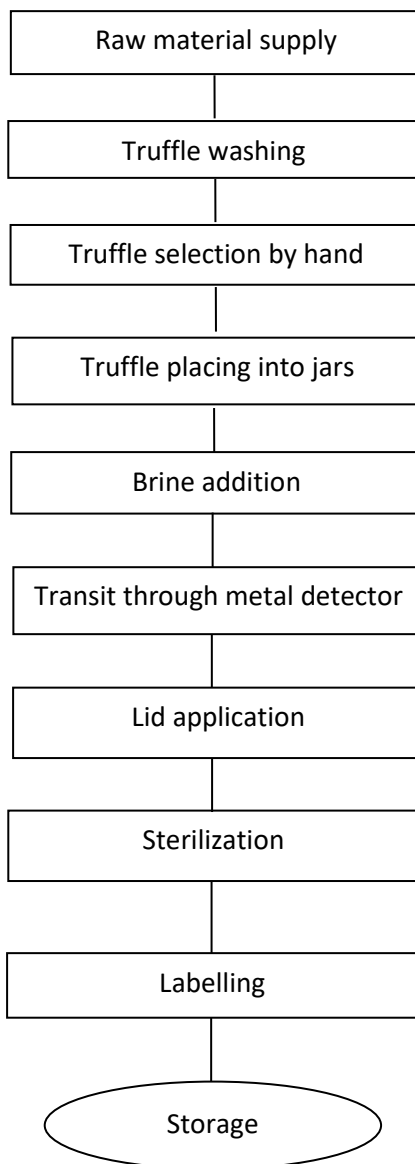 Raw material supply
Truffle washing
Truffle selection by hand
Truffle placing into jars
Brine addition
Transit through metal detector
Lid application
Sterilization
Labelling
Storage